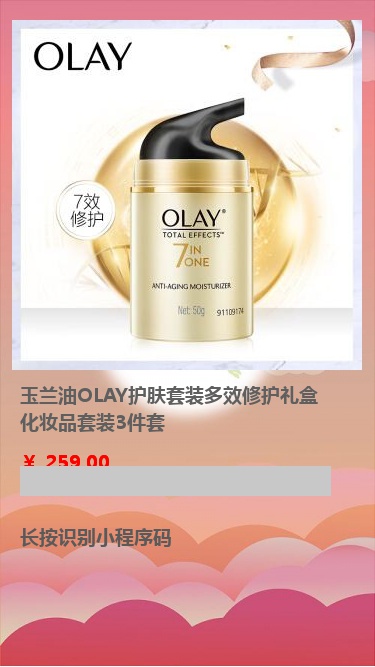 OLAY
7效
修护
OLAY®
TOTAL EFFECTS™
7 IN
ONE
ANTI-AGING MOISTURIZER
Net: 50g
91109174
玉兰油OLAY护肤套装多效修护礼盒
化妆品套装3件套
¥ 259.00
长按识别小程序码